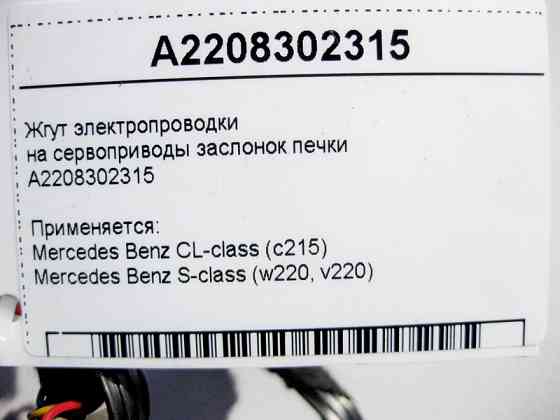 A2208302315
Жгут электропроводки
на сервоприводы заслонок печки
A2208302315
Применяется:
Mercedes Benz CL-class (c215)
Mercedes Benz S-class (w220, v220)